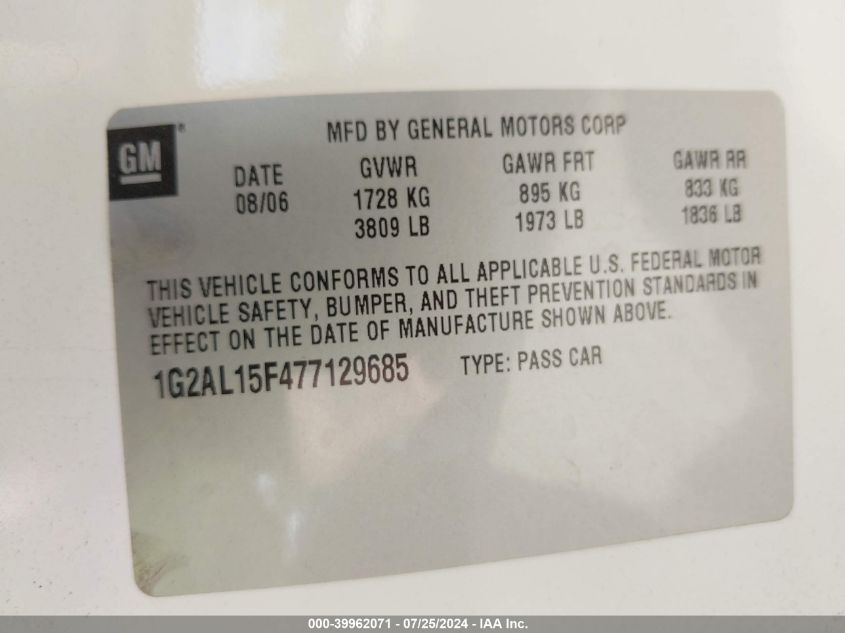 MFD BY GENERAL MOTORS CORP
GM®
DATE GVWR GAWR FRT GAWR RR
08/06 1728 KG 895 KG 833 KG
3809 LB 1973 LB 1836 LB
THIS VEHICLE CONFORMS TO ALL APPLICABLE U.S. FEDERAL MOTOR
VEHICLE SAFETY, BUMPER, AND THEFT PREVENTION STANDARDS IN
EFFECT ON THE DATE OF MANUFACTURE SHOWN ABOVE.
1G2AL15F477129685 TYPE: PASS CAR
000-39962071 - 07/25/2024 - IAA Inc.